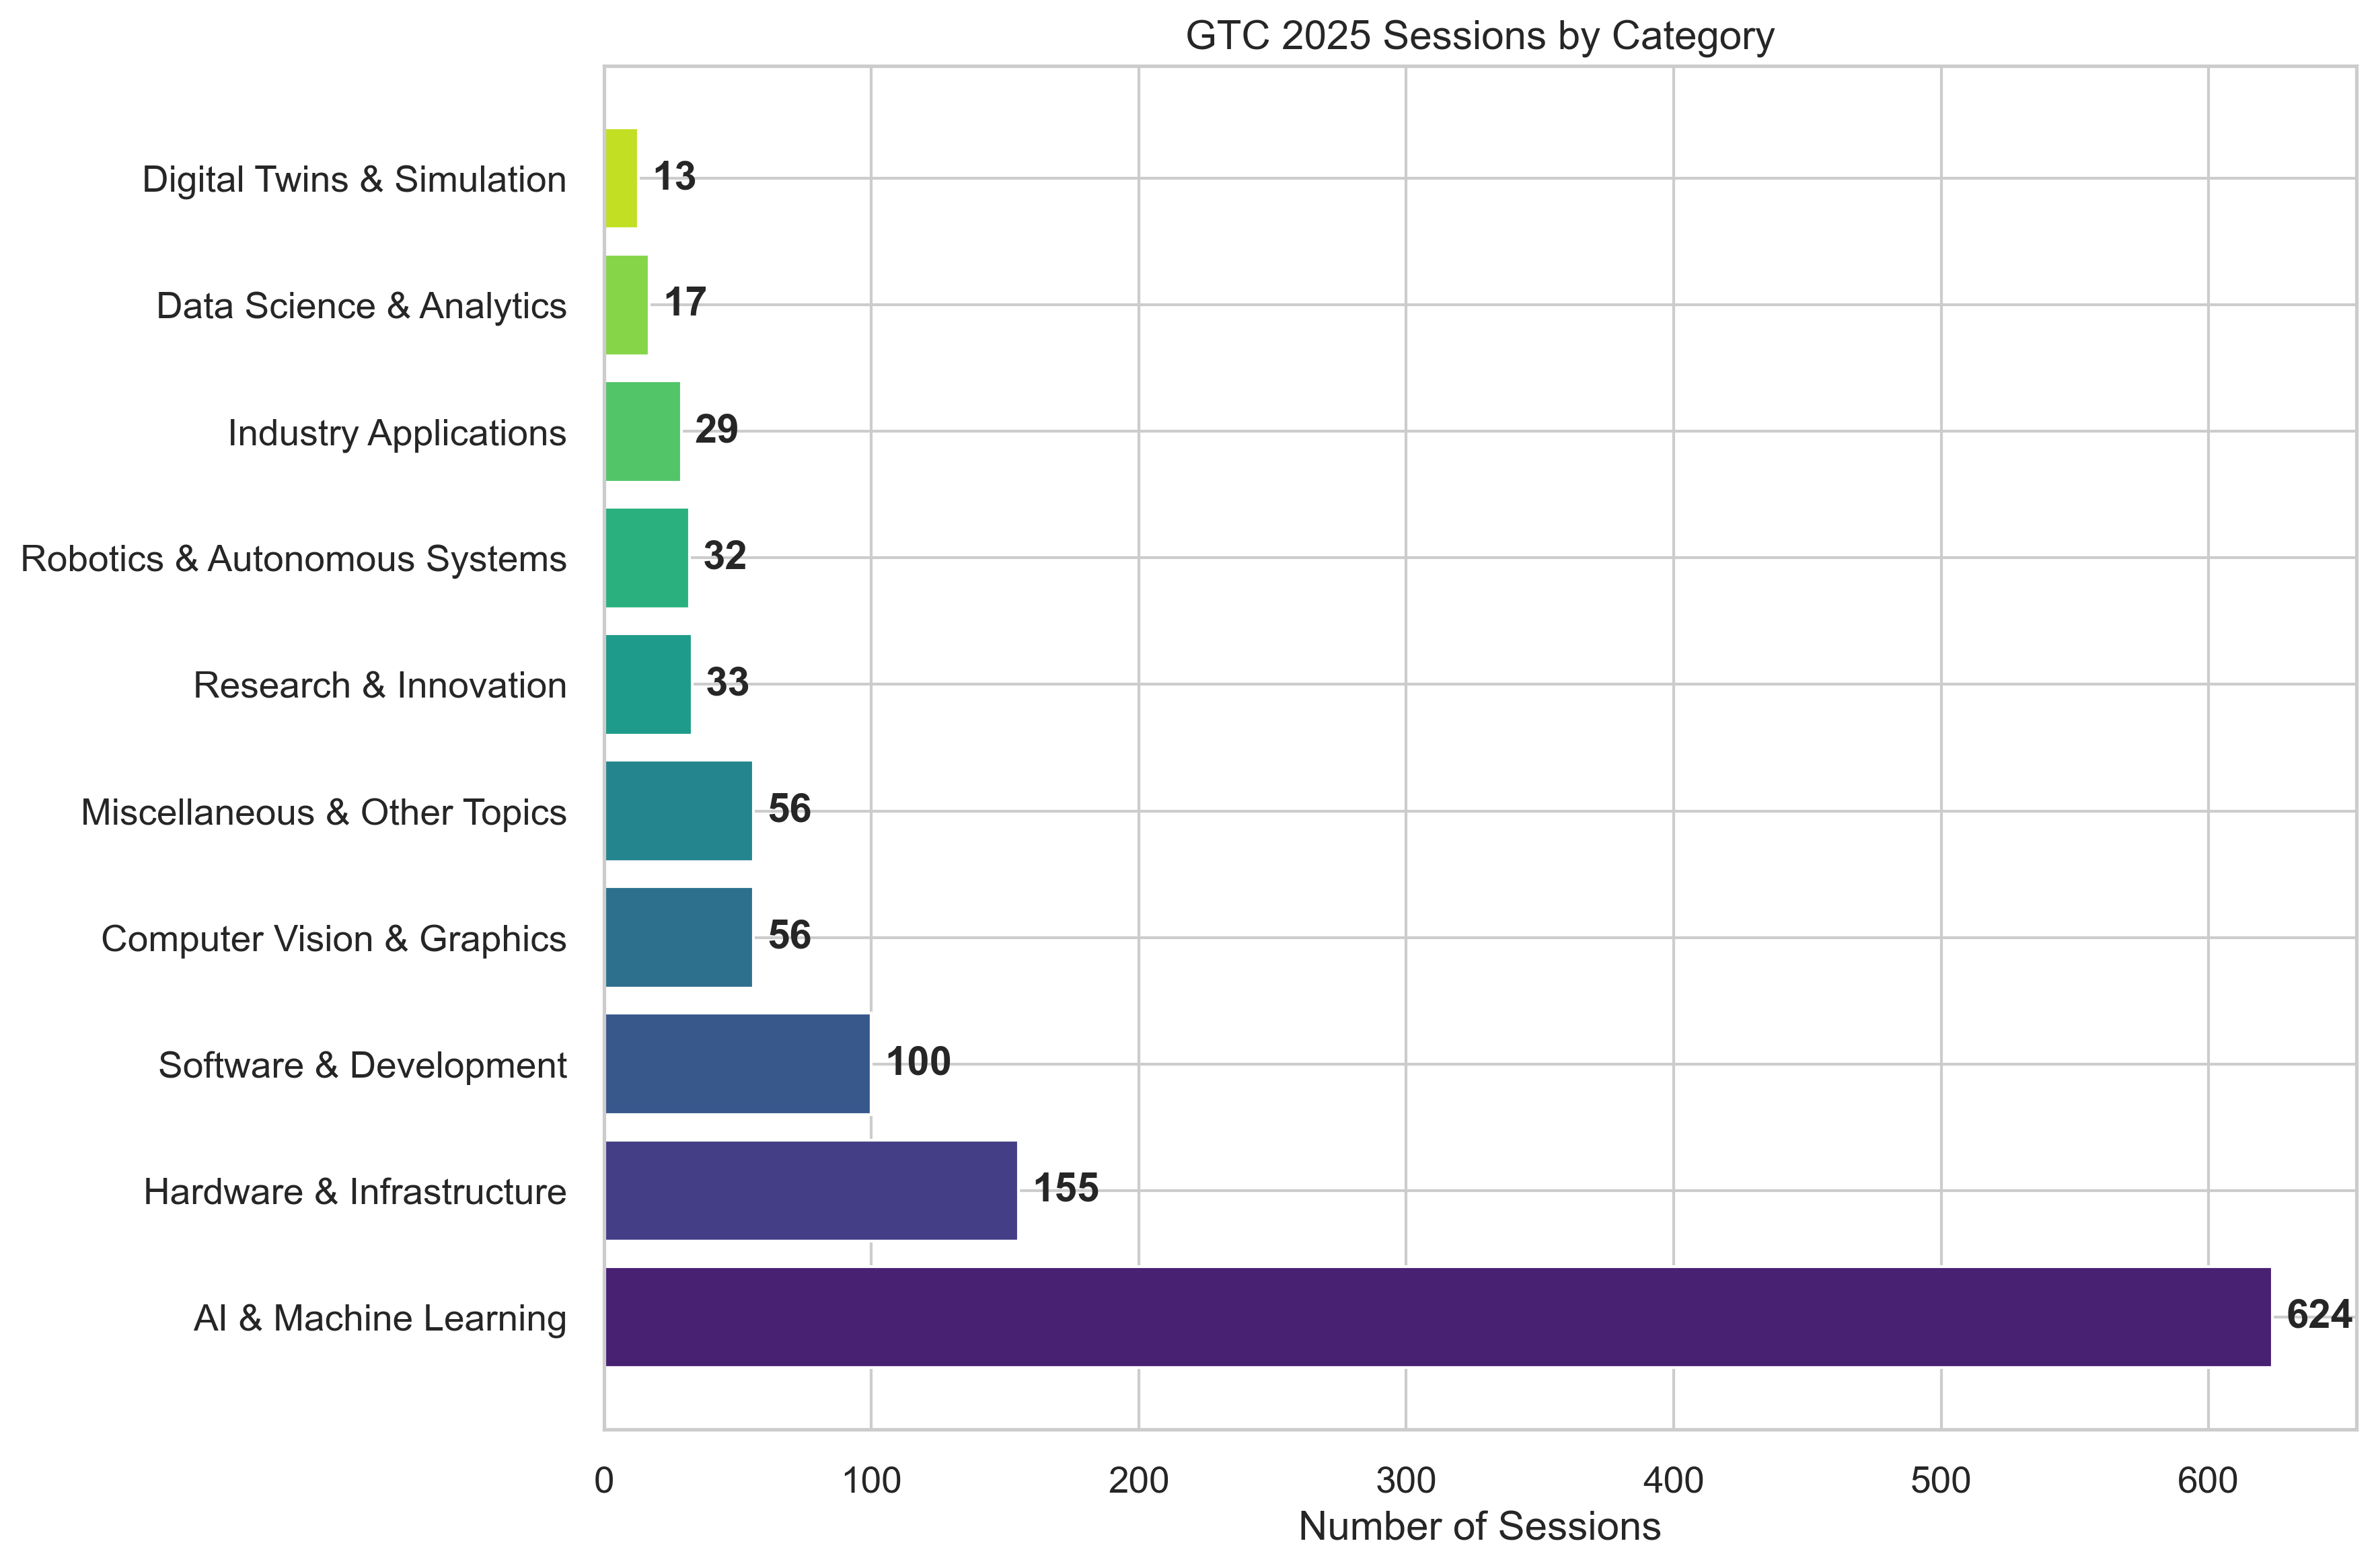 GTC 2025 Sessions by Category
Digital Twins & Simulation 13
Data Science & Analytics 17
Industry Applications 29
Robotics & Autonomous Systems 32
Research & Innovation 33
Miscellaneous & Other Topics 56
Computer Vision & Graphics 56
Software & Development 100
Hardware & Infrastructure 155
AI & Machine Learning 624
0 100 200 300 400 500 600
Number of Sessions